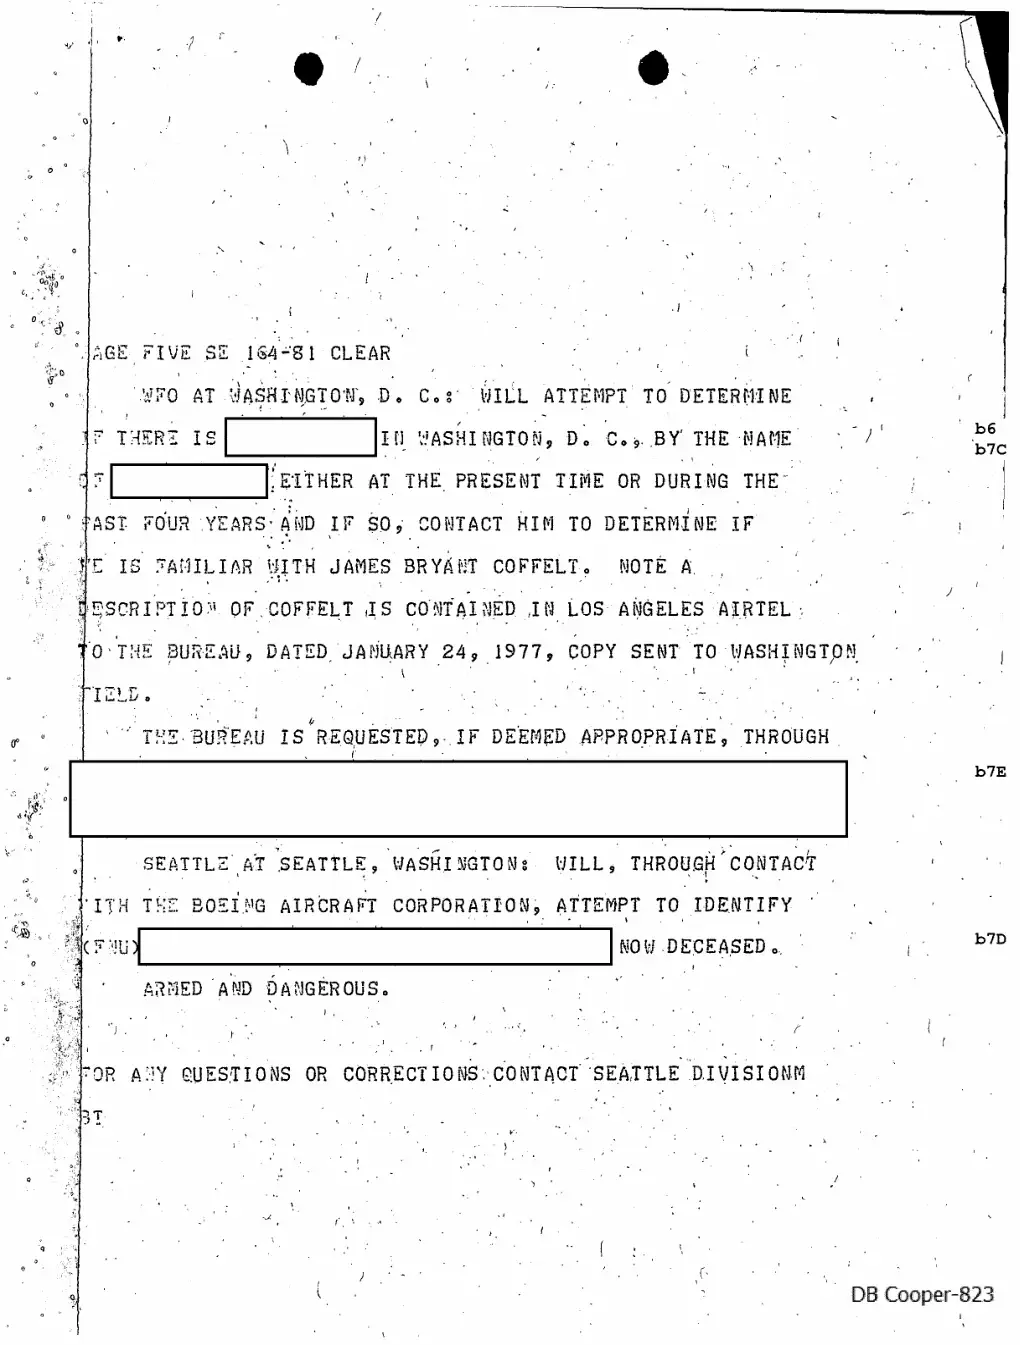 AGE FIVE SE 164-81 CLEAR
WFO AT WASHINGTON, D. C.: WILL ATTEMPT TO DETERMINE
IF THERE IS IN WASHINGTON, D. C., BY THE NAME
b6
b7C
OF EITHER AT THE PRESENT TIME OR DURING THE
PAST FOUR YEARS AND IF SO, CONTACT HIM TO DETERMINE IF
HE IS FAMILIAR WITH JAMES BRYANT COFFELT. NOTE A
DESCRIPTION OF COFFELT IS CONTAINED IN LOS ANGELES AIRTEL
TO THE BUREAU, DATED JANUARY 24, 1977, COPY SENT TO WASHINGTON
FIELD.
THE BUREAU IS REQUESTED, IF DEEMED APPROPRIATE, THROUGH
b7E
SEATTLE AT SEATTLE, WASHINGTON: WILL, THROUGH CONTACT
WITH THE BOEING AIRCRAFT CORPORATION, ATTEMPT TO IDENTIFY
(FNU) NOW DECEASED.
b7D
ARMED AND DANGEROUS.
FOR ANY QUESTIONS OR CORRECTIONS CONTACT SEATTLE DIVISIONM
BT
DB Cooper-823